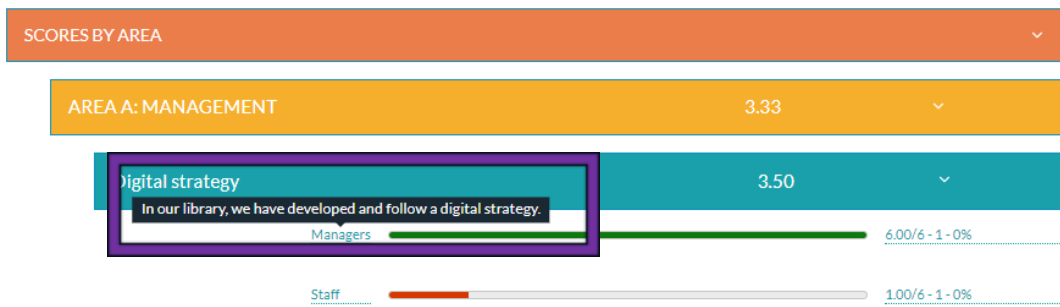 SCORES BY AREA
AREA A: MANAGEMENT 3.33
Digital strategy 3.50
In our library, we have developed and follow a digital strategy.
Managers 6.00/6 - 1 - 0%
Staff 1.00/6 - 1 - 0%